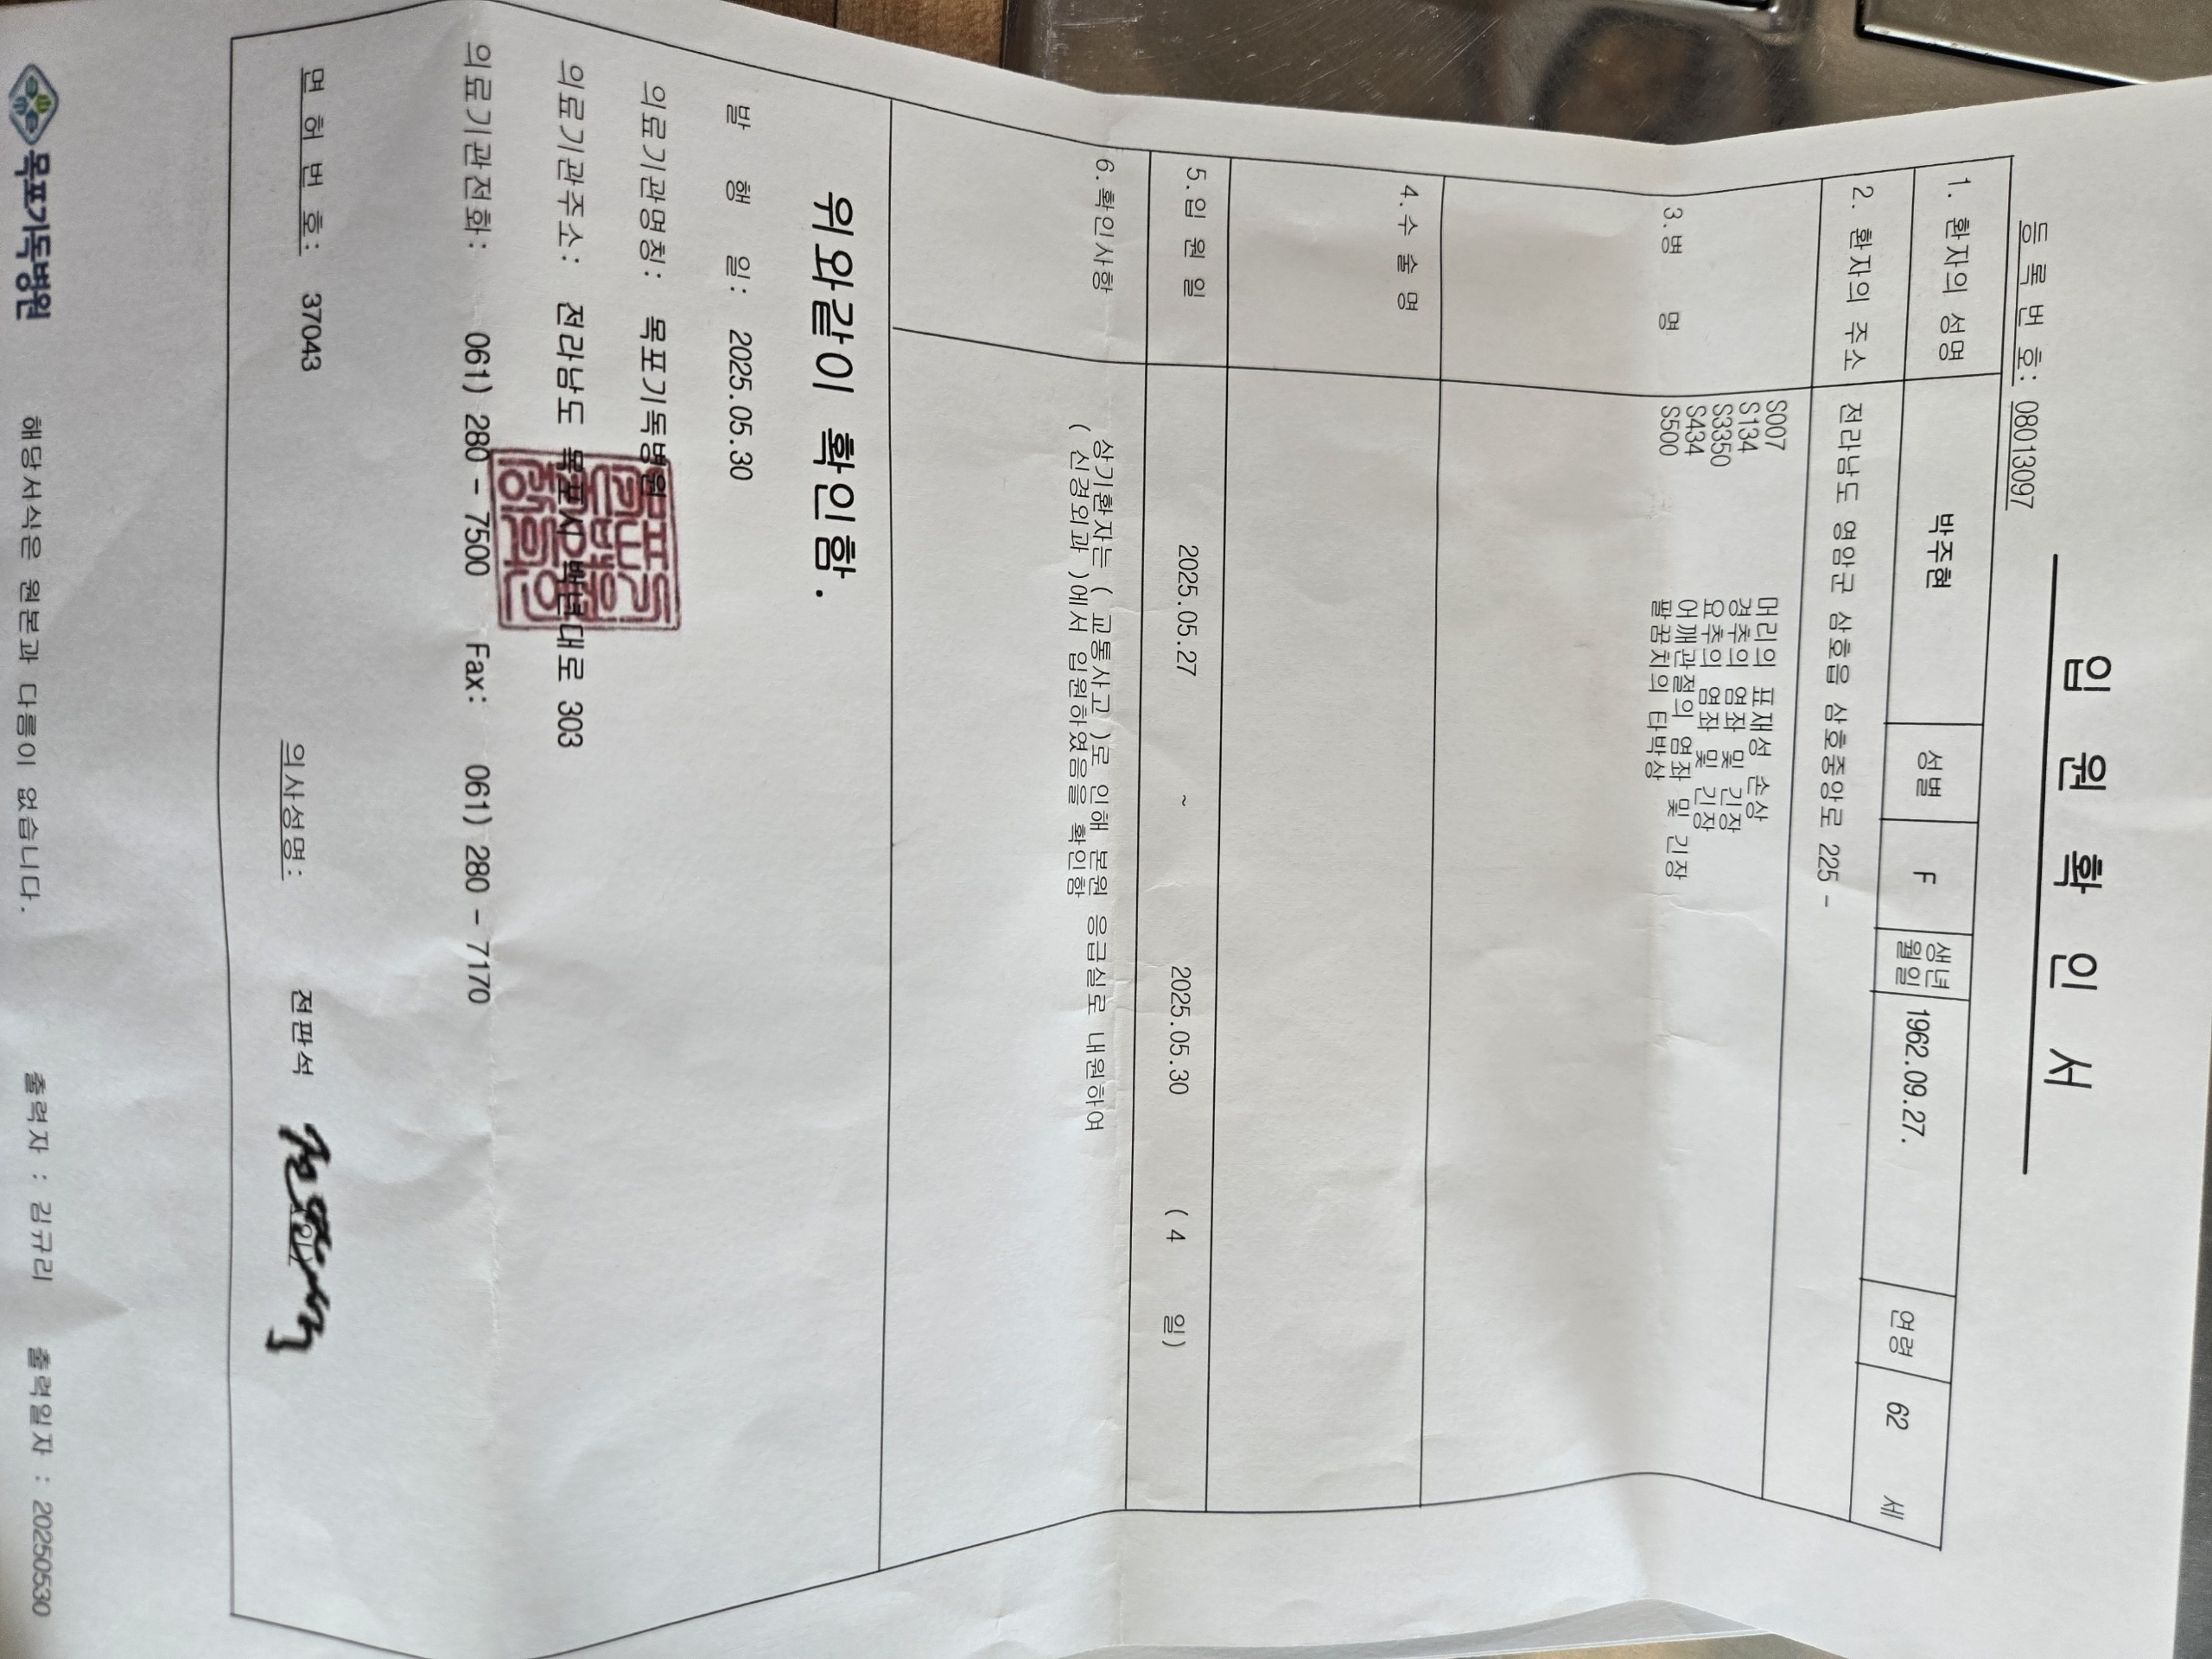 입 원 확 인 서
등 록 번 호: 08013097
1. 환자의 성명 박주현 성별 F 생년월일 1962.09.27. 연령 62 세
2. 환자의 주소 전라남도 영암군 삼호읍 삼호중앙로 225 -
3.병 명
S007 머리의 표재성 손상
S134 경추의 염좌 및 긴장
S3350 요추의 염좌 및 긴장
S434 어깨관절의 염좌 및 긴장
S500 팔꿈치의 타박상
4.수 술 명
5.입 원 일 2025.05.27 ~ 2025.05.30 ( 4 일)
6.확인사항
상기환자는 ( 교통사고 )로 인해 본원 응급실로 내원하여
( 신경외과 )에서 입원하였음을 확인함
위와같이 확인함.
발 행 일: 2025.05.30
의료기관명칭: 목포기독병원
의료기관주소: 전라남도 목포시 백년대로 303
의료기관전화: 061) 280 - 7500 Fax: 061) 280 - 7170
면 허 번 호: 37043 의사성명: 전판석
목포기독병원 해당서식은 원본과 다름이 없습니다. 출력자 : 김규리 출력일자 : 20250530